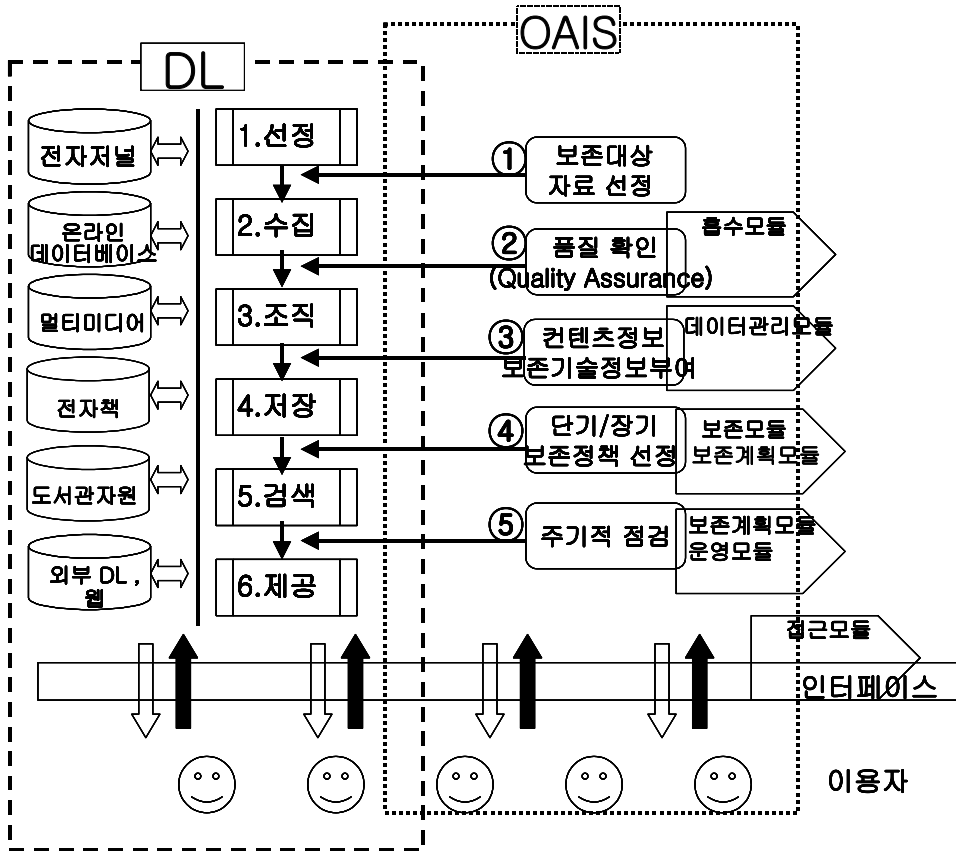 OAIS
DL
전자저널
온라인
데이터베이스
멀티미디어
전자책
도서관자원
외부 DL ,
웹
1.선정
2.수집
3.조직
4.저장
5.검색
6.제공
①
보존대상
자료 선정
②
품질 확인
(Quality Assurance)
흡수모듈
③
컨텐츠정보
보존기술정보부여
데이터관리모듈
④
단기/장기
보존정책 선정
보존모듈
보존계획모듈
⑤
주기적 점검
보존계획모듈
운영모듈
접근모듈
인터페이스
이용자